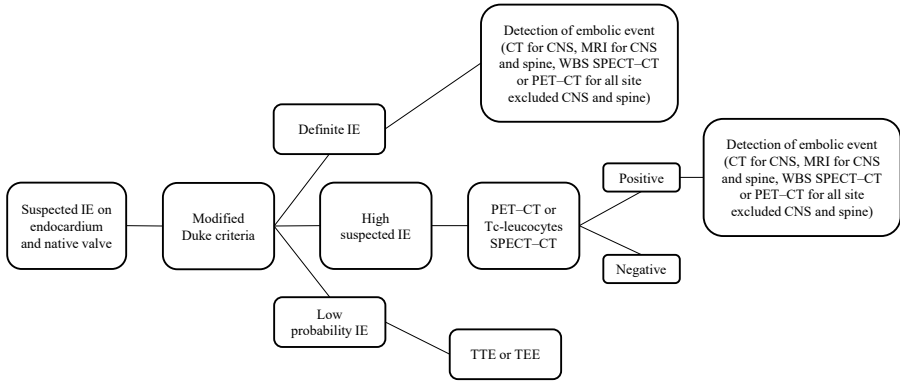 Suspected IE on
endocardium
and native valve
Modified
Duke criteria
Definite IE
Detection of embolic event
(CT for CNS, MRI for CNS
and spine, WBS SPECT–CT
or PET–CT for all site
excluded CNS and spine)
High
suspected IE
PET–CT or
Tc-leucocytes
SPECT–CT
Positive
Detection of embolic event
(CT for CNS, MRI for CNS
and spine, WBS SPECT–CT
or PET–CT for all site
excluded CNS and spine)
Negative
Low
probability IE
TTE or TEE